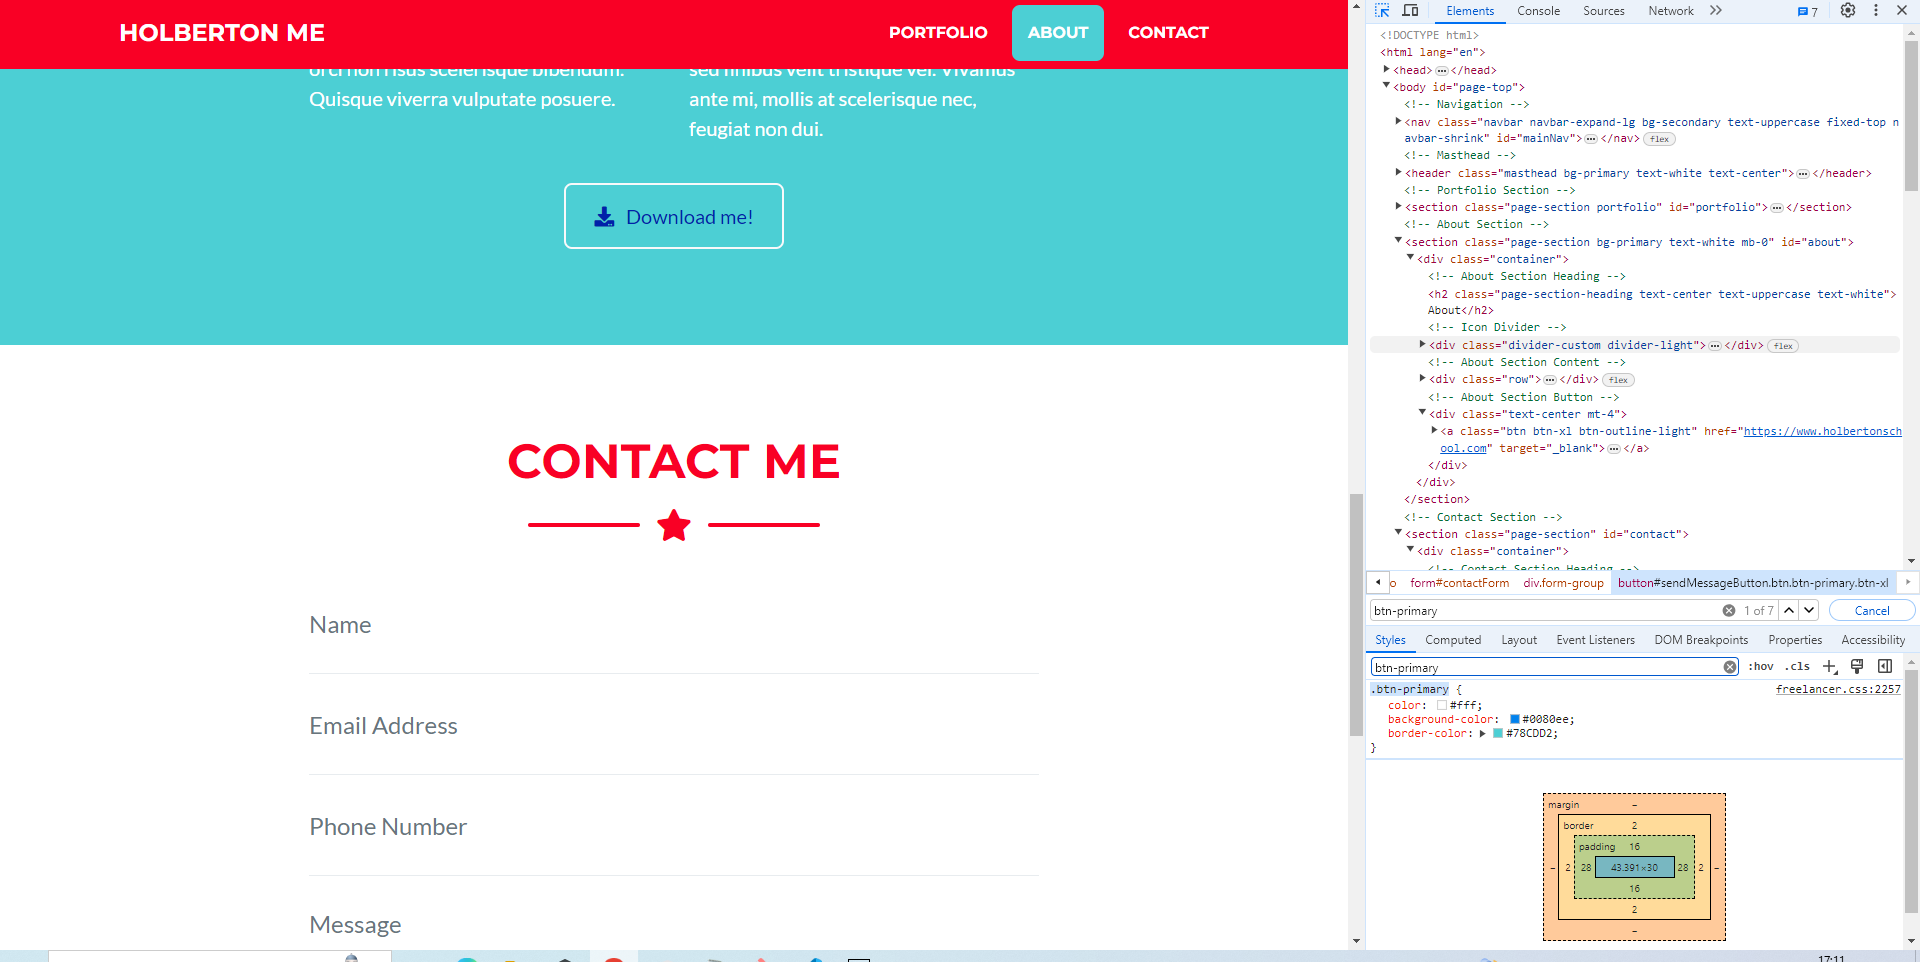 HOLBERTON ME
PORTFOLIO
ABOUT
CONTACT
orci non risus scelerisque bibendum.
Quisque viverra vulputate posuere.
sed finibus velit tristique vel. Vivamus
ante mi, mollis at scelerisque nec,
feugiat non dui.
Download me!
CONTACT ME
Name
Email Address
Phone Number
Message
Elements Console Sources Network 7
<!DOCTYPE html>
<html lang="en">
<head> ••• </head>
<body id="page-top">
<!-- Navigation -->
<nav class="navbar navbar-expand-lg bg-secondary text-uppercase fixed-top n
avbar-shrink" id="mainNav"> ••• </nav> flex
<!-- Masthead -->
<header class="masthead bg-primary text-white text-center"> ••• </header>
<!-- Portfolio Section -->
<section class="page-section portfolio" id="portfolio"> ••• </section>
<!-- About Section -->
<section class="page-section bg-primary text-white mb-0" id="about">
<div class="container">
<!-- About Section Heading -->
<h2 class="page-section-heading text-center text-uppercase text-white">
About</h2>
<!-- Icon Divider -->
<div class="divider-custom divider-light"> ••• </div> flex
<!-- About Section Content -->
<div class="row"> ••• </div> flex
<!-- About Section Button -->
<div class="text-center mt-4">
<a class="btn btn-xl btn-outline-light" href="https://www.holbertonsch
ool.com" target="_blank"> ••• </a>
</div>
</div>
</section>
<!-- Contact Section -->
<section class="page-section" id="contact">
<div class="container">
<!-- Contact Section Heading -->
o form#contactForm div.form-group button#sendMessageButton.btn.btn-primary.btn-xl
btn-primary 1 of 7 Cancel
Styles Computed Layout Event Listeners DOM Breakpoints Properties Accessibility
btn-primary :hov .cls
.btn-primary { freelancer.css:2257
color: #fff;
background-color: #0080ee;
border-color: #78CDD2;
}
margin –
border 2
padding 16
– 2 28 43.391×30 28 2 –
16
2
–
17:11